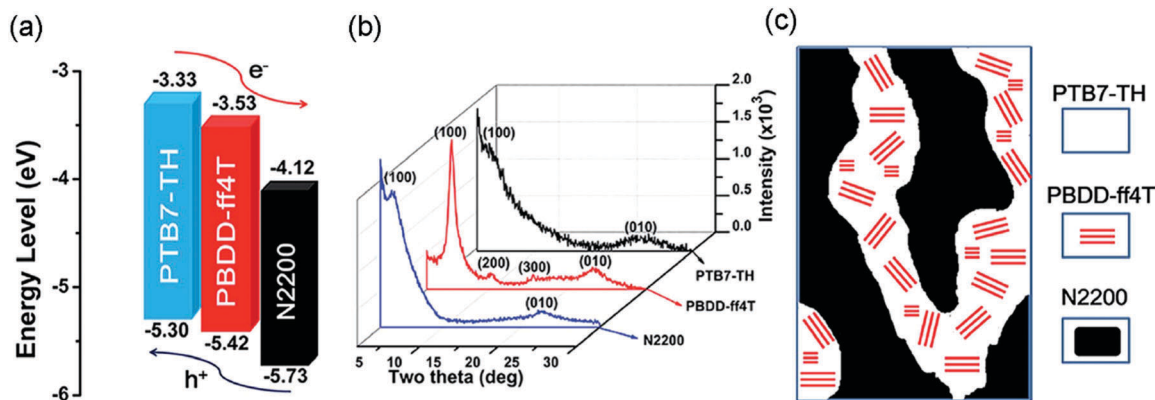 (a)
Energy Level (eV)
-3
-4
-5
-6
-3.33
-3.53
-4.12
e⁻
PTB7-TH
PBDD-ff4T
N2200
-5.30
-5.42
-5.73
h⁺
(b)
(100)
(100)
(100)
(200)
(300)
(010)
(010)
(010)
2.0
1.5
1.0
0.5
0.0
Intensity (x10³)
PTB7-TH
PBDD-ff4T
N2200
5 10 15 20 25 30
Two theta (deg)
(c)
PTB7-TH
PBDD-ff4T
N2200